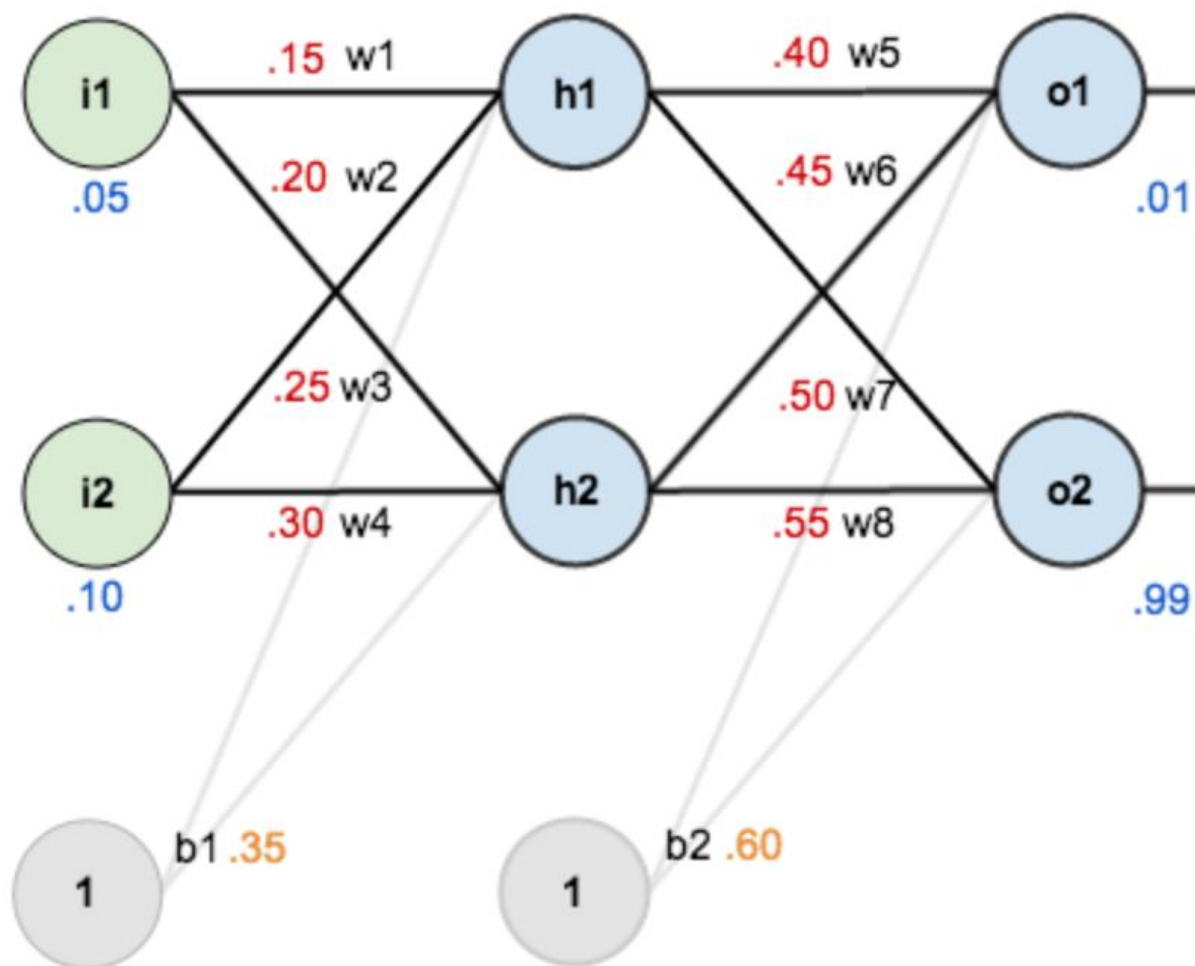 .15 w1
.40 w5
i1
h1
o1
.20 w2
.45 w6
.05
.01
.25 w3
.50 w7
i2
h2
o2
.30 w4
.55 w8
.10
.99
b1 .35
b2 .60
1
1